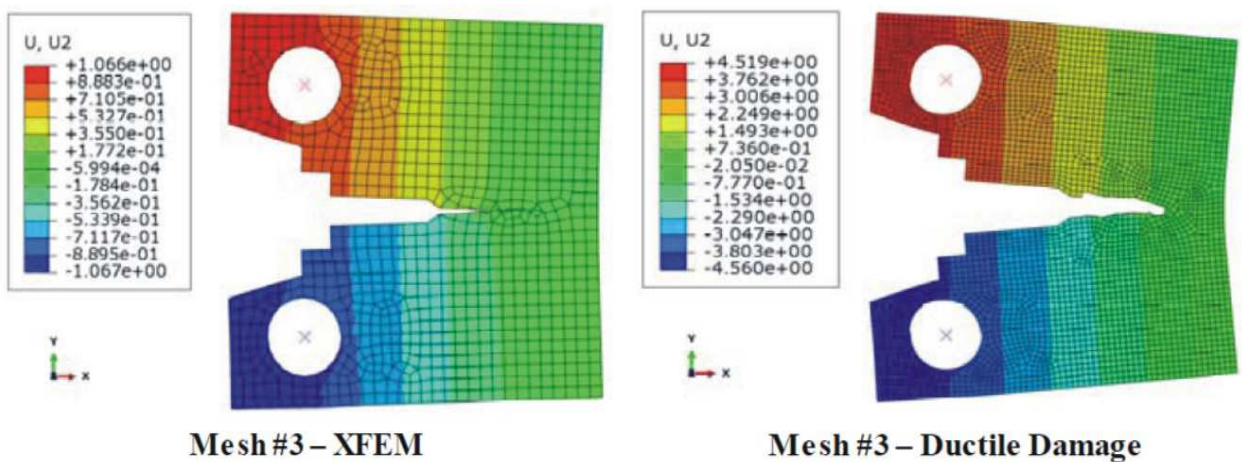 U, U2
+1.066e+00
+8.883e-01
+7.105e-01
+5.327e-01
+3.550e-01
+1.772e-01
-5.994e-04
-1.784e-01
-3.562e-01
-5.339e-01
-7.117e-01
-8.895e-01
-1.067e+00
Y
X
Mesh #3 – XFEM
U, U2
+4.519e+00
+3.762e+00
+3.006e+00
+2.249e+00
+1.493e+00
+7.360e-01
-2.050e-02
-7.770e-01
-1.534e+00
-2.290e+00
-3.047e+00
-3.803e+00
-4.560e+00
Y
X
Mesh #3 – Ductile Damage